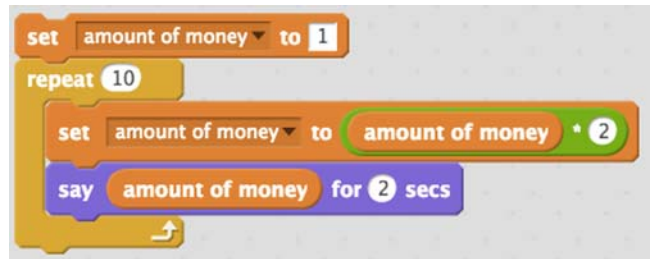 set amount of money to 1
repeat 10
set amount of money to amount of money * 2
say amount of money for 2 secs